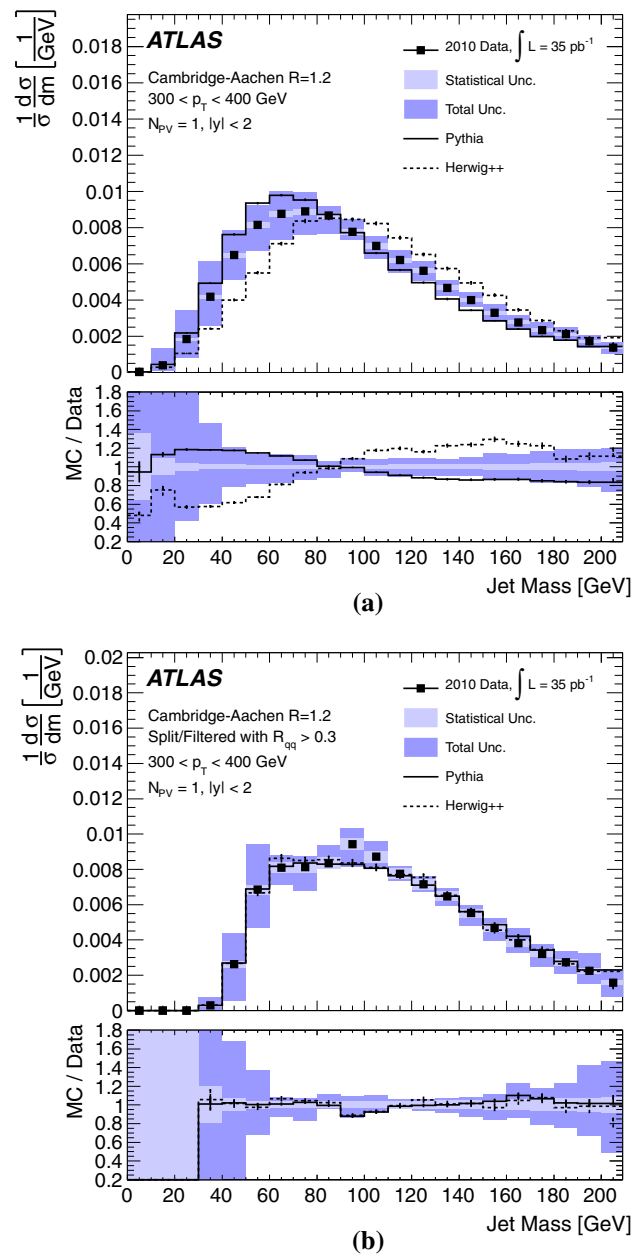 1/σ dσ/dm [1/GeV]
0.018
0.016
0.014
0.012
0.01
0.008
0.006
0.004
0.002
0
ATLAS
Cambridge-Aachen R=1.2
300 < p_T < 400 GeV
N_PV = 1, |y| < 2
2010 Data, ∫ L = 35 pb⁻¹
Statistical Unc.
Total Unc.
Pythia
Herwig++
MC / Data
1.8
1.6
1.4
1.2
1
0.8
0.6
0.4
0.2
0 20 40 60 80 100 120 140 160 180 200
Jet Mass [GeV]
(a)
1/σ dσ/dm [1/GeV]
0.02
0.018
0.016
0.014
0.012
0.01
0.008
0.006
0.004
0.002
0
ATLAS
Cambridge-Aachen R=1.2
Split/Filtered with R_qq > 0.3
300 < p_T < 400 GeV
N_PV = 1, |y| < 2
2010 Data, ∫ L = 35 pb⁻¹
Statistical Unc.
Total Unc.
Pythia
Herwig++
MC / Data
1.8
1.6
1.4
1.2
1
0.8
0.6
0.4
0.2
0 20 40 60 80 100 120 140 160 180 200
Jet Mass [GeV]
(b)